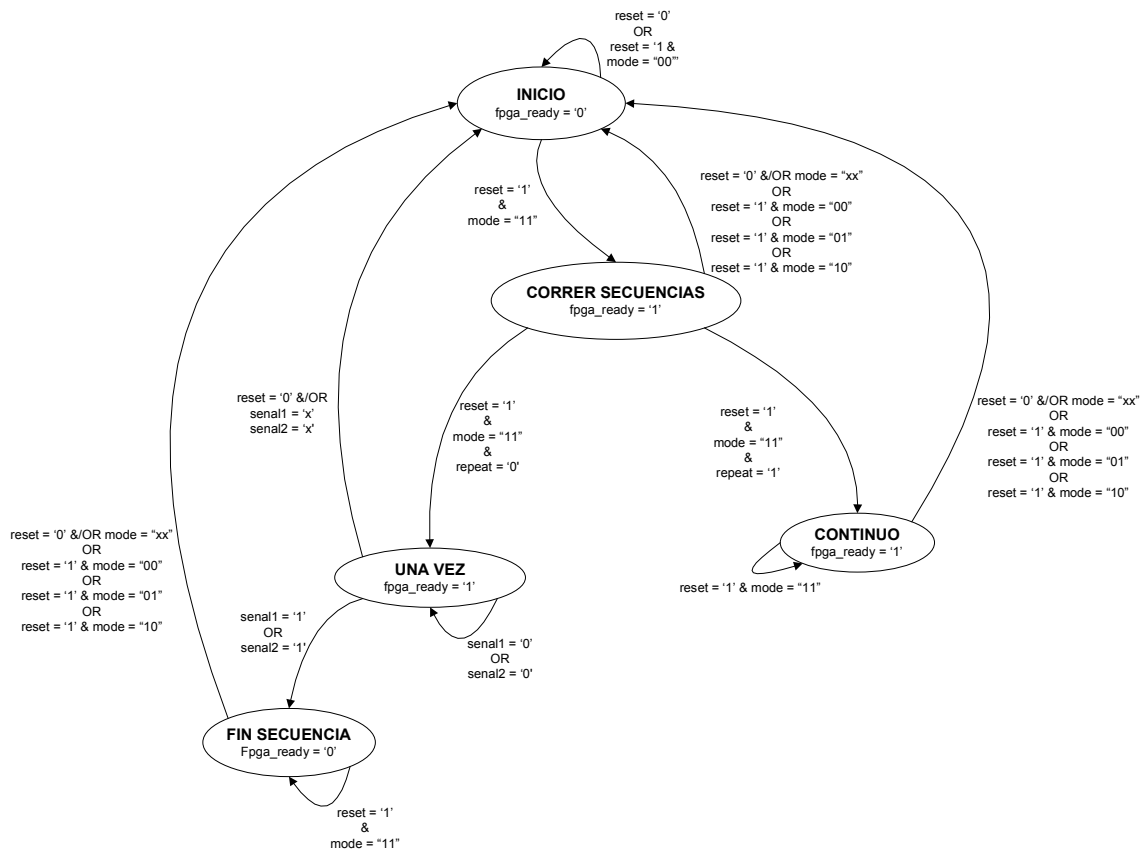 reset = ‘0’
OR
reset = ‘1 &
mode = “00”’
INICIO
fpga_ready = ‘0’
reset = ‘1’
&
mode = “11”
reset = ‘0’ &/OR mode = “xx”
OR
reset = ‘1’ & mode = “00”
OR
reset = ‘1’ & mode = “01”
OR
reset = ‘1’ & mode = “10”
CORRER SECUENCIAS
fpga_ready = ‘1’
reset = ‘0’ &/OR
senal1 = ‘x’
senal2 = ‘x’
reset = ‘1’
&
mode = “11”
&
repeat = ‘0’
reset = ‘1’
&
mode = “11”
&
repeat = ‘1’
reset = ‘0’ &/OR mode = “xx”
OR
reset = ‘1’ & mode = “00”
OR
reset = ‘1’ & mode = “01”
OR
reset = ‘1’ & mode = “10”
CONTINUO
fpga_ready = ‘1’
reset = ‘1’ & mode = “11”
reset = ‘0’ &/OR mode = “xx”
OR
reset = ‘1’ & mode = “00”
OR
reset = ‘1’ & mode = “01”
OR
reset = ‘1’ & mode = “10”
UNA VEZ
fpga_ready = ‘1’
senal1 = ‘1’
OR
senal2 = ‘1’
senal1 = ‘0’
OR
senal2 = ‘0’
FIN SECUENCIA
Fpga_ready = ‘0’
reset = ‘1’
&
mode = “11”